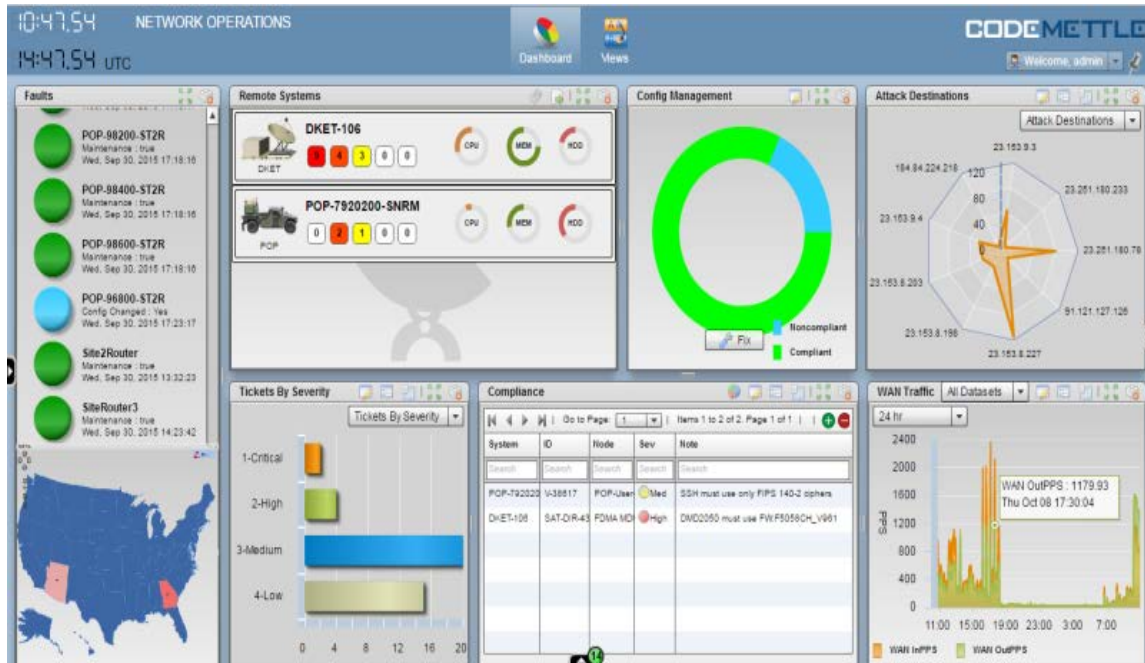 10:47.54
14:47.54 UTC
NETWORK OPERATIONS
Dashboard
Views
CODEMETTLE
Welcome, admin
Faults
POP-98200-ST2R
Maintenance : true
Wed, Sep 30, 2015 17:18:16
POP-98400-ST2R
Maintenance : true
Wed, Sep 30, 2015 17:18:16
POP-98600-ST2R
Maintenance : true
Wed, Sep 30, 2015 17:18:16
POP-96800-ST2R
Config Changed : Yes
Wed, Sep 30, 2015 17:23:17
Site2Router
Maintenance : true
Wed, Sep 30, 2015 13:32:23
SiteRouter3
Maintenance : true
Wed, Sep 30, 2015 14:23:42
Remote Systems
DKET-106
4 3 0 0
CPU MEM HDD
DKET
POP-7920200-SNRM
0 2 1 0 0
CPU MEM HDD
POP
Config Management
Fix
Noncompliant
Compliant
Attack Destinations
Attack Destinations
23.153.9.3
23.251.180.233
23.251.180.78
91.121.127.126
23.153.8.227
23.153.8.198
23.153.8.203
23.153.9.4
184.84.224.218
120
80
40
0
Tickets By Severity
Tickets By Severity
1-Critical
2-High
3-Medium
4-Low
0 4 8 12 16 20
Compliance
Go to Page: 1 Items 1 to 2 of 2. Page 1 of 1
System ID Node Sev Note
Search Search Search Search Search
POP-792020 V-38617 POP-User Med SSH must use only FIPS 140-2 ciphers
DKET-106 SAT-DIR-43 FDMA MD High DMD2050 must use FW:F5058CH_V961
14
WAN Traffic All Datasets
24 hr
2400
2000
1600
1200
800
400
0
PPS
WAN OutPPS : 1179.93
Thu Oct 08 17:30:04
11:00 15:00 19:00 23:00 3:00 7:00
WAN InPPS WAN OutPPS